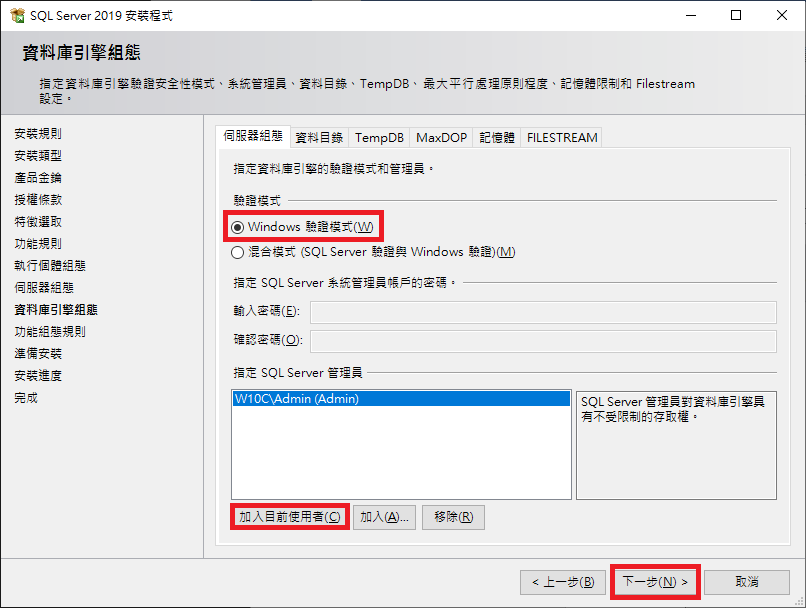 SQL Server 2019 安裝程式
資料庫引擎組態
指定資料庫引擎驗證安全性模式、系統管理員、資料目錄、TempDB、最大平行處理原則程度、記憶體限制和 Filestream
設定。
安裝規則
安裝類型
產品金鑰
授權條款
特徵選取
功能規則
執行個體組態
伺服器組態
資料庫引擎組態
功能組態規則
準備安裝
安裝進度
完成
伺服器組態 資料目錄 TempDB MaxDOP 記憶體 FILESTREAM
指定資料庫引擎的驗證模式和管理員。
驗證模式
Windows 驗證模式(W)
混合模式 (SQL Server 驗證與 Windows 驗證)(M)
指定 SQL Server 系統管理員帳戶的密碼。
輸入密碼(E):
確認密碼(O):
指定 SQL Server 管理員
W10C\Admin (Admin)
SQL Server 管理員對資料庫引擎具
有不受限制的存取權。
加入目前使用者(C) 加入(A)... 移除(R)
< 上一步(B) 下一步(N) > 取消